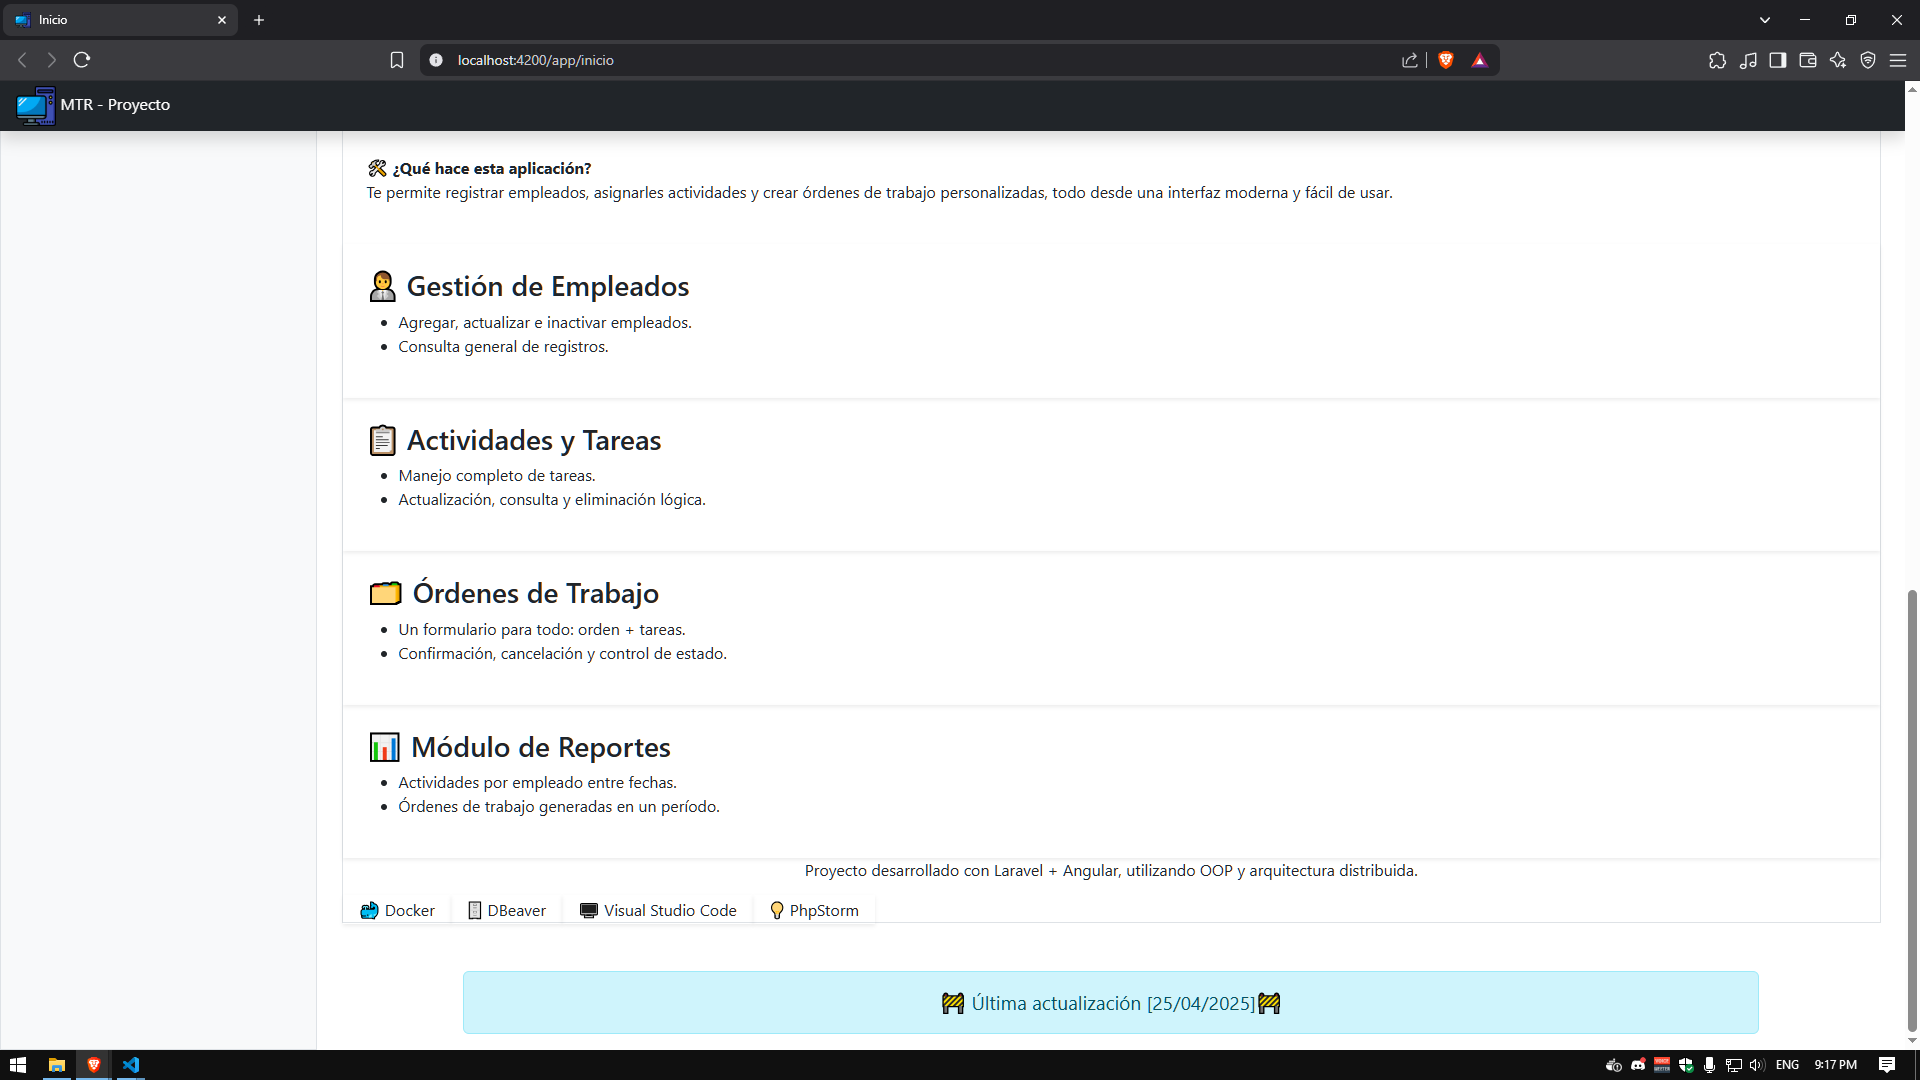 Inicio
localhost:4200/app/inicio
MTR - Proyecto
🛠 ¿Qué hace esta aplicación?
Te permite registrar empleados, asignarles actividades y crear órdenes de trabajo personalizadas, todo desde una interfaz moderna y fácil de usar.
Gestión de Empleados
Agregar, actualizar e inactivar empleados.
Consulta general de registros.
Actividades y Tareas
Manejo completo de tareas.
Actualización, consulta y eliminación lógica.
Órdenes de Trabajo
Un formulario para todo: orden + tareas.
Confirmación, cancelación y control de estado.
Módulo de Reportes
Actividades por empleado entre fechas.
Órdenes de trabajo generadas en un período.
Proyecto desarrollado con Laravel + Angular, utilizando OOP y arquitectura distribuida.
Docker DBeaver Visual Studio Code PhpStorm
Última actualización [25/04/2025]
ENG 9:17 PM